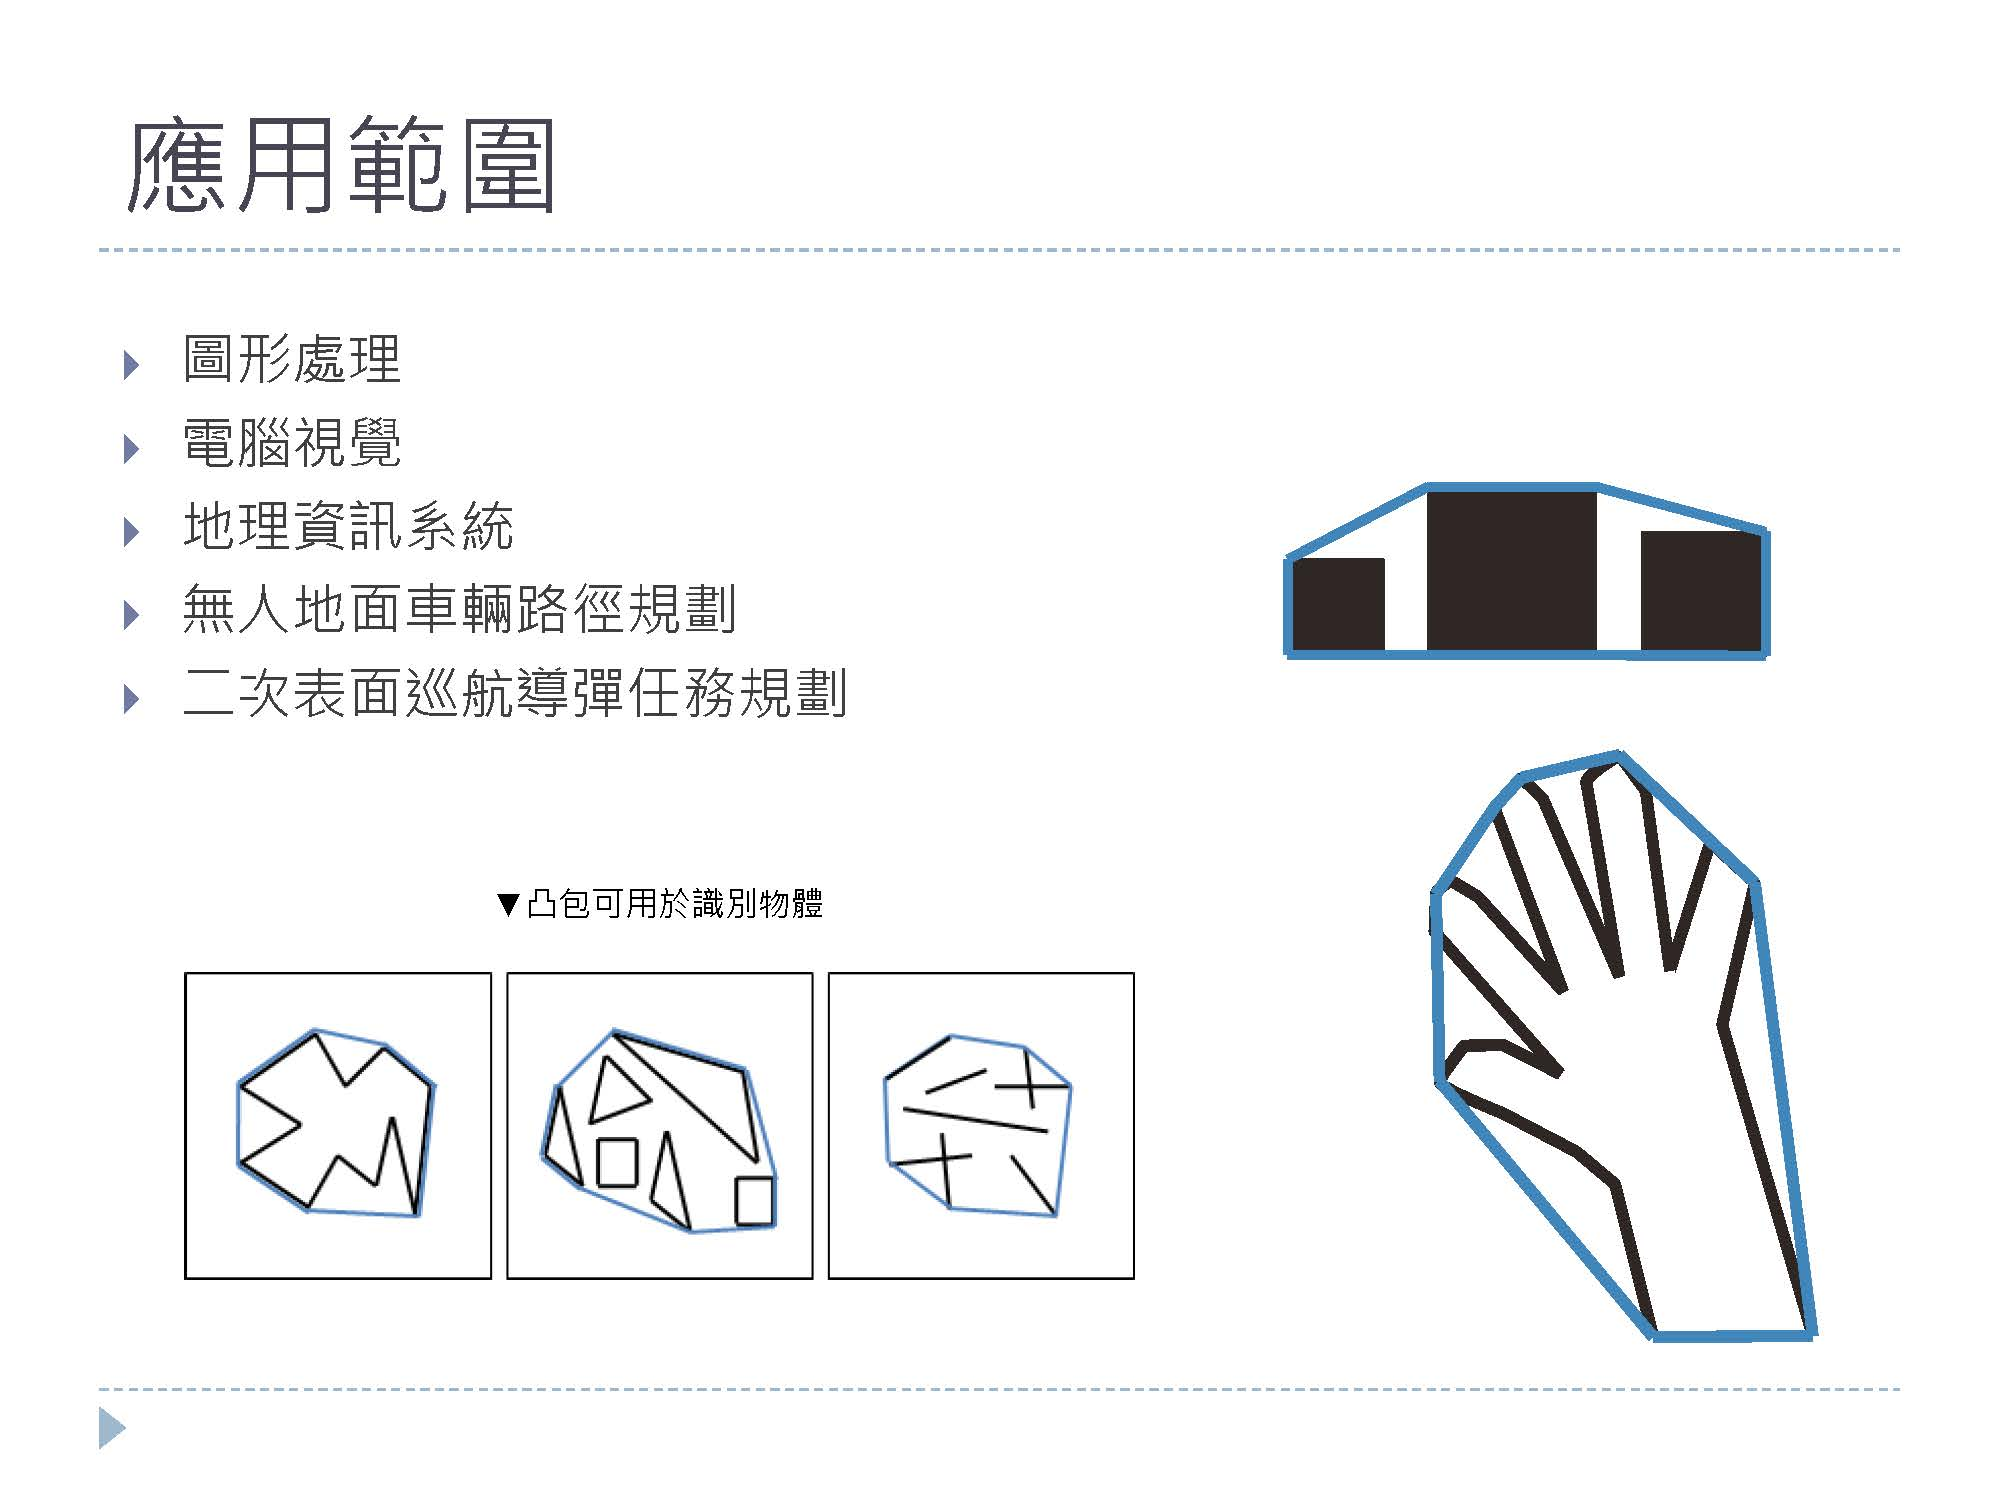 應用範圍
圖形處理
電腦視覺
地理資訊系統
無人地面車輛路徑規劃
二次表面巡航導彈任務規劃
▼凸包可用於識別物體